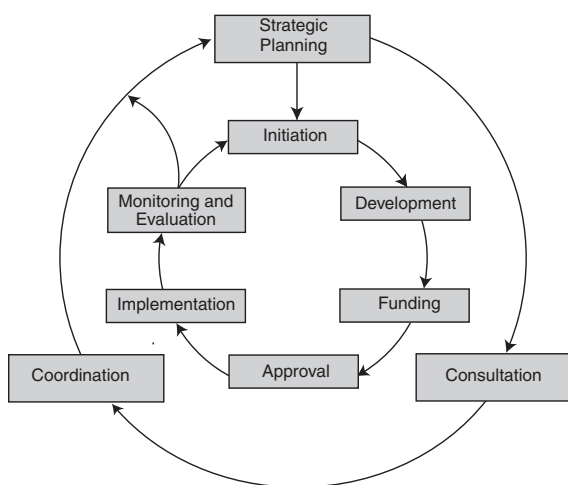 Strategic
Planning
Initiation
Monitoring and
Evaluation
Development
Implementation
Funding
Coordination
Approval
Consultation